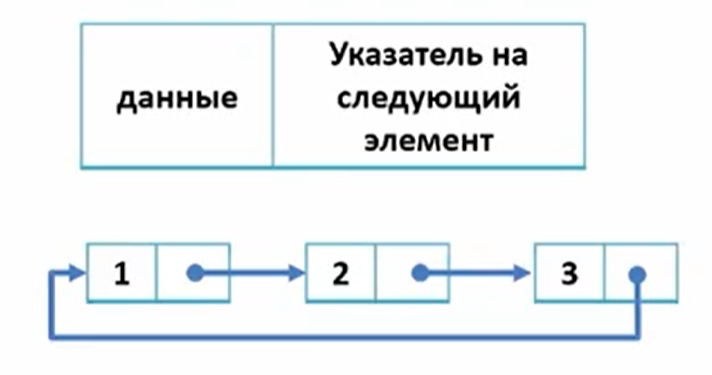 данные
Указатель на
следующий
элемент
1 2 3